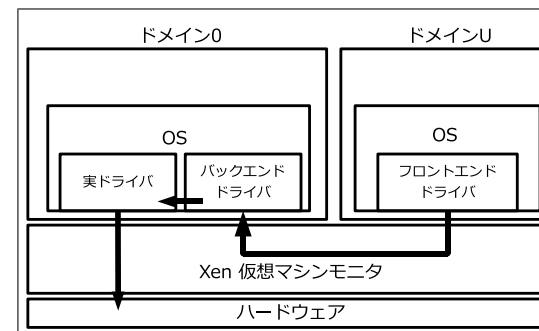 ドメイン0
ドメインU
OS
OS
実ドライバ
バックエンド
ドライバ
フロントエンド
ドライバ
Xen 仮想マシンモニタ
ハードウェア